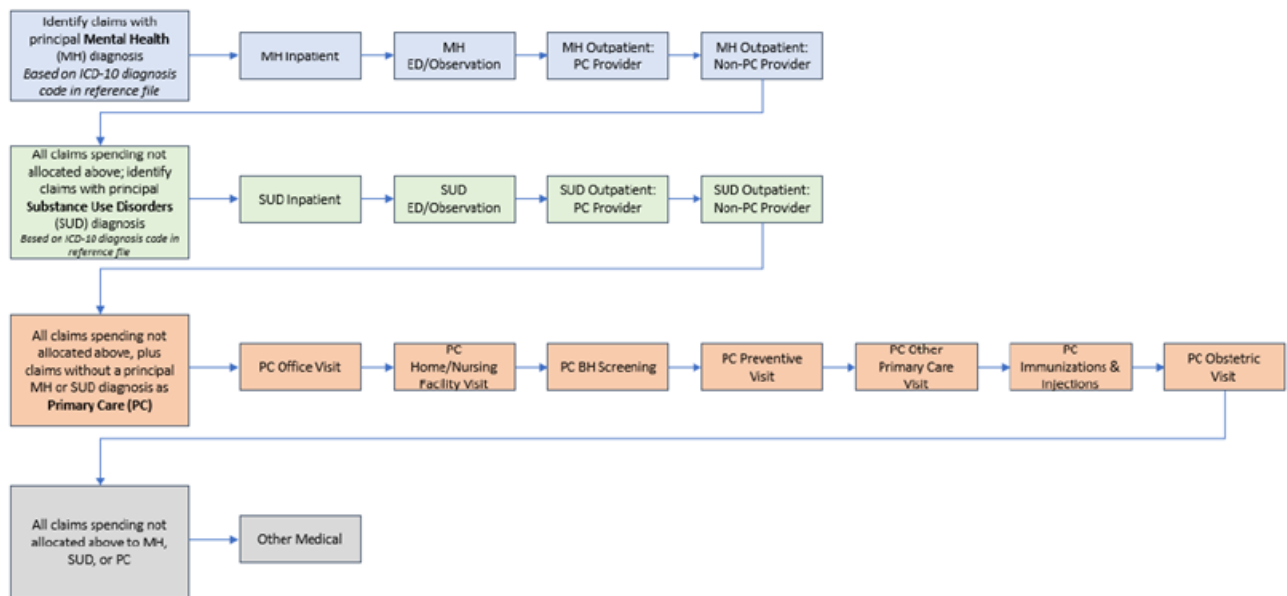 Identify claims with
principal Mental Health
(MH) diagnosis
Based on ICD-10 diagnosis
code in reference file
MH Inpatient
MH
ED/Observation
MH Outpatient:
PC Provider
MH Outpatient:
Non-PC Provider
All claims spending not
allocated above; identify
claims with principal
Substance Use Disorders
(SUD) diagnosis
Based on ICD-10 diagnosis code in
reference file
SUD Inpatient
SUD
ED/Observation
SUD Outpatient:
PC Provider
SUD Outpatient:
Non-PC Provider
All claims spending not
allocated above, plus
claims without a principal
MH or SUD diagnosis as
Primary Care (PC)
PC Office Visit
PC
Home/Nursing
Facility Visit
PC BH Screening
PC Preventive
Visit
PC Other
Primary Care
Visit
PC
Immunizations &
Injections
PC Obstetric
Visit
All claims spending not
allocated above to MH,
SUD, or PC
Other Medical